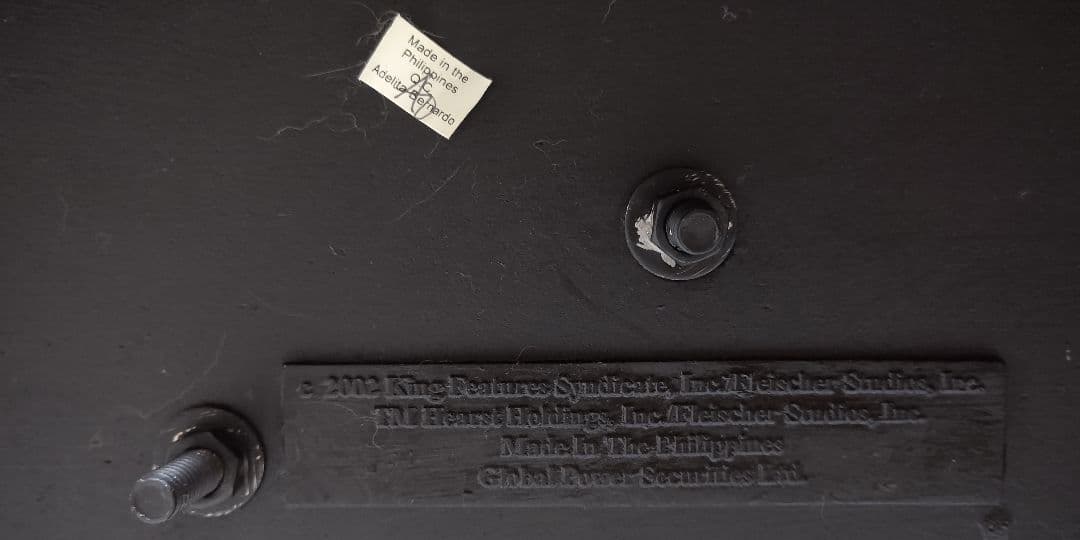 Made in the
Philippines
Q.C.
Adelita Bernardo
c 2002 King Features Syndicate, Inc./Fleischer Studios, Inc.
TM Hearst Holdings, Inc./Fleischer Studios, Inc.
Made In The Philippines
Global Power Securities Ltd.